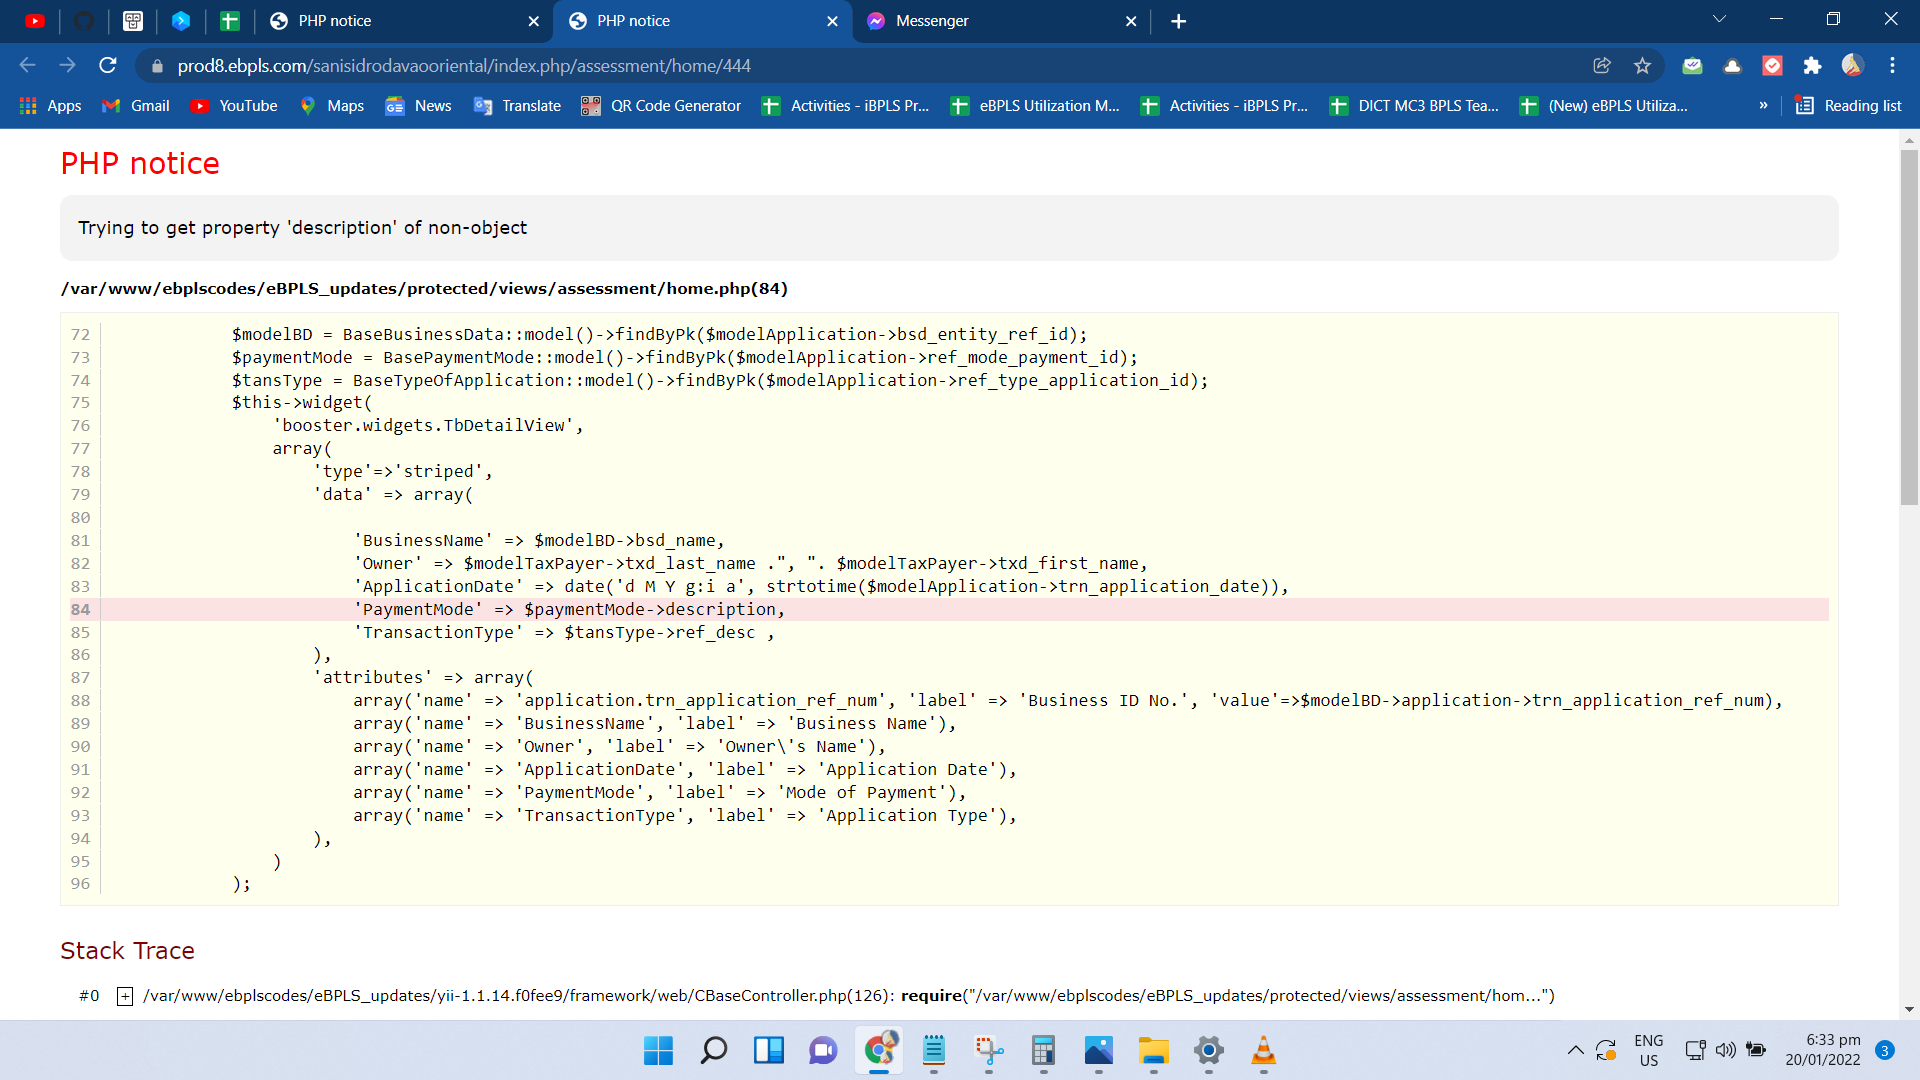 PHP notice
PHP notice
Messenger
prod8.ebpls.com/sanisidrodavaooriental/index.php/assessment/home/444
Apps
Gmail
YouTube
Maps
News
Translate
QR Code Generator
Activities - iBPLS Pr...
eBPLS Utilization M...
Activities - iBPLS Pr...
DICT MC3 BPLS Tea...
(New) eBPLS Utiliza...
»
Reading list
PHP notice
Trying to get property 'description' of non-object
/var/www/ebplscodes/eBPLS_updates/protected/views/assessment/home.php(84)
72 $modelBD = BaseBusinessData::model()->findByPk($modelApplication->bsd_entity_ref_id);
73 $paymentMode = BasePaymentMode::model()->findByPk($modelApplication->ref_mode_payment_id);
74 $tansType = BaseTypeOfApplication::model()->findByPk($modelApplication->ref_type_application_id);
75 $this->widget(
76 'booster.widgets.TbDetailView',
77 array(
78 'type'=>'striped',
79 'data' => array(
80
81 'BusinessName' => $modelBD->bsd_name,
82 'Owner' => $modelTaxPayer->txd_last_name .", ". $modelTaxPayer->txd_first_name,
83 'ApplicationDate' => date('d M Y g:i a', strtotime($modelApplication->trn_application_date)),
84 'PaymentMode' => $paymentMode->description,
85 'TransactionType' => $tansType->ref_desc ,
86 ),
87 'attributes' => array(
88 array('name' => 'application.trn_application_ref_num', 'label' => 'Business ID No.', 'value'=>$modelBD->application->trn_application_ref_num),
89 array('name' => 'BusinessName', 'label' => 'Business Name'),
90 array('name' => 'Owner', 'label' => 'Owner\'s Name'),
91 array('name' => 'ApplicationDate', 'label' => 'Application Date'),
92 array('name' => 'PaymentMode', 'label' => 'Mode of Payment'),
93 array('name' => 'TransactionType', 'label' => 'Application Type'),
94 ),
95 )
96 );
Stack Trace
#0 + /var/www/ebplscodes/eBPLS_updates/yii-1.1.14.f0fee9/framework/web/CBaseController.php(126): require("/var/www/ebplscodes/eBPLS_updates/protected/views/assessment/hom...")
ENG
US
6:33 pm
20/01/2022
3